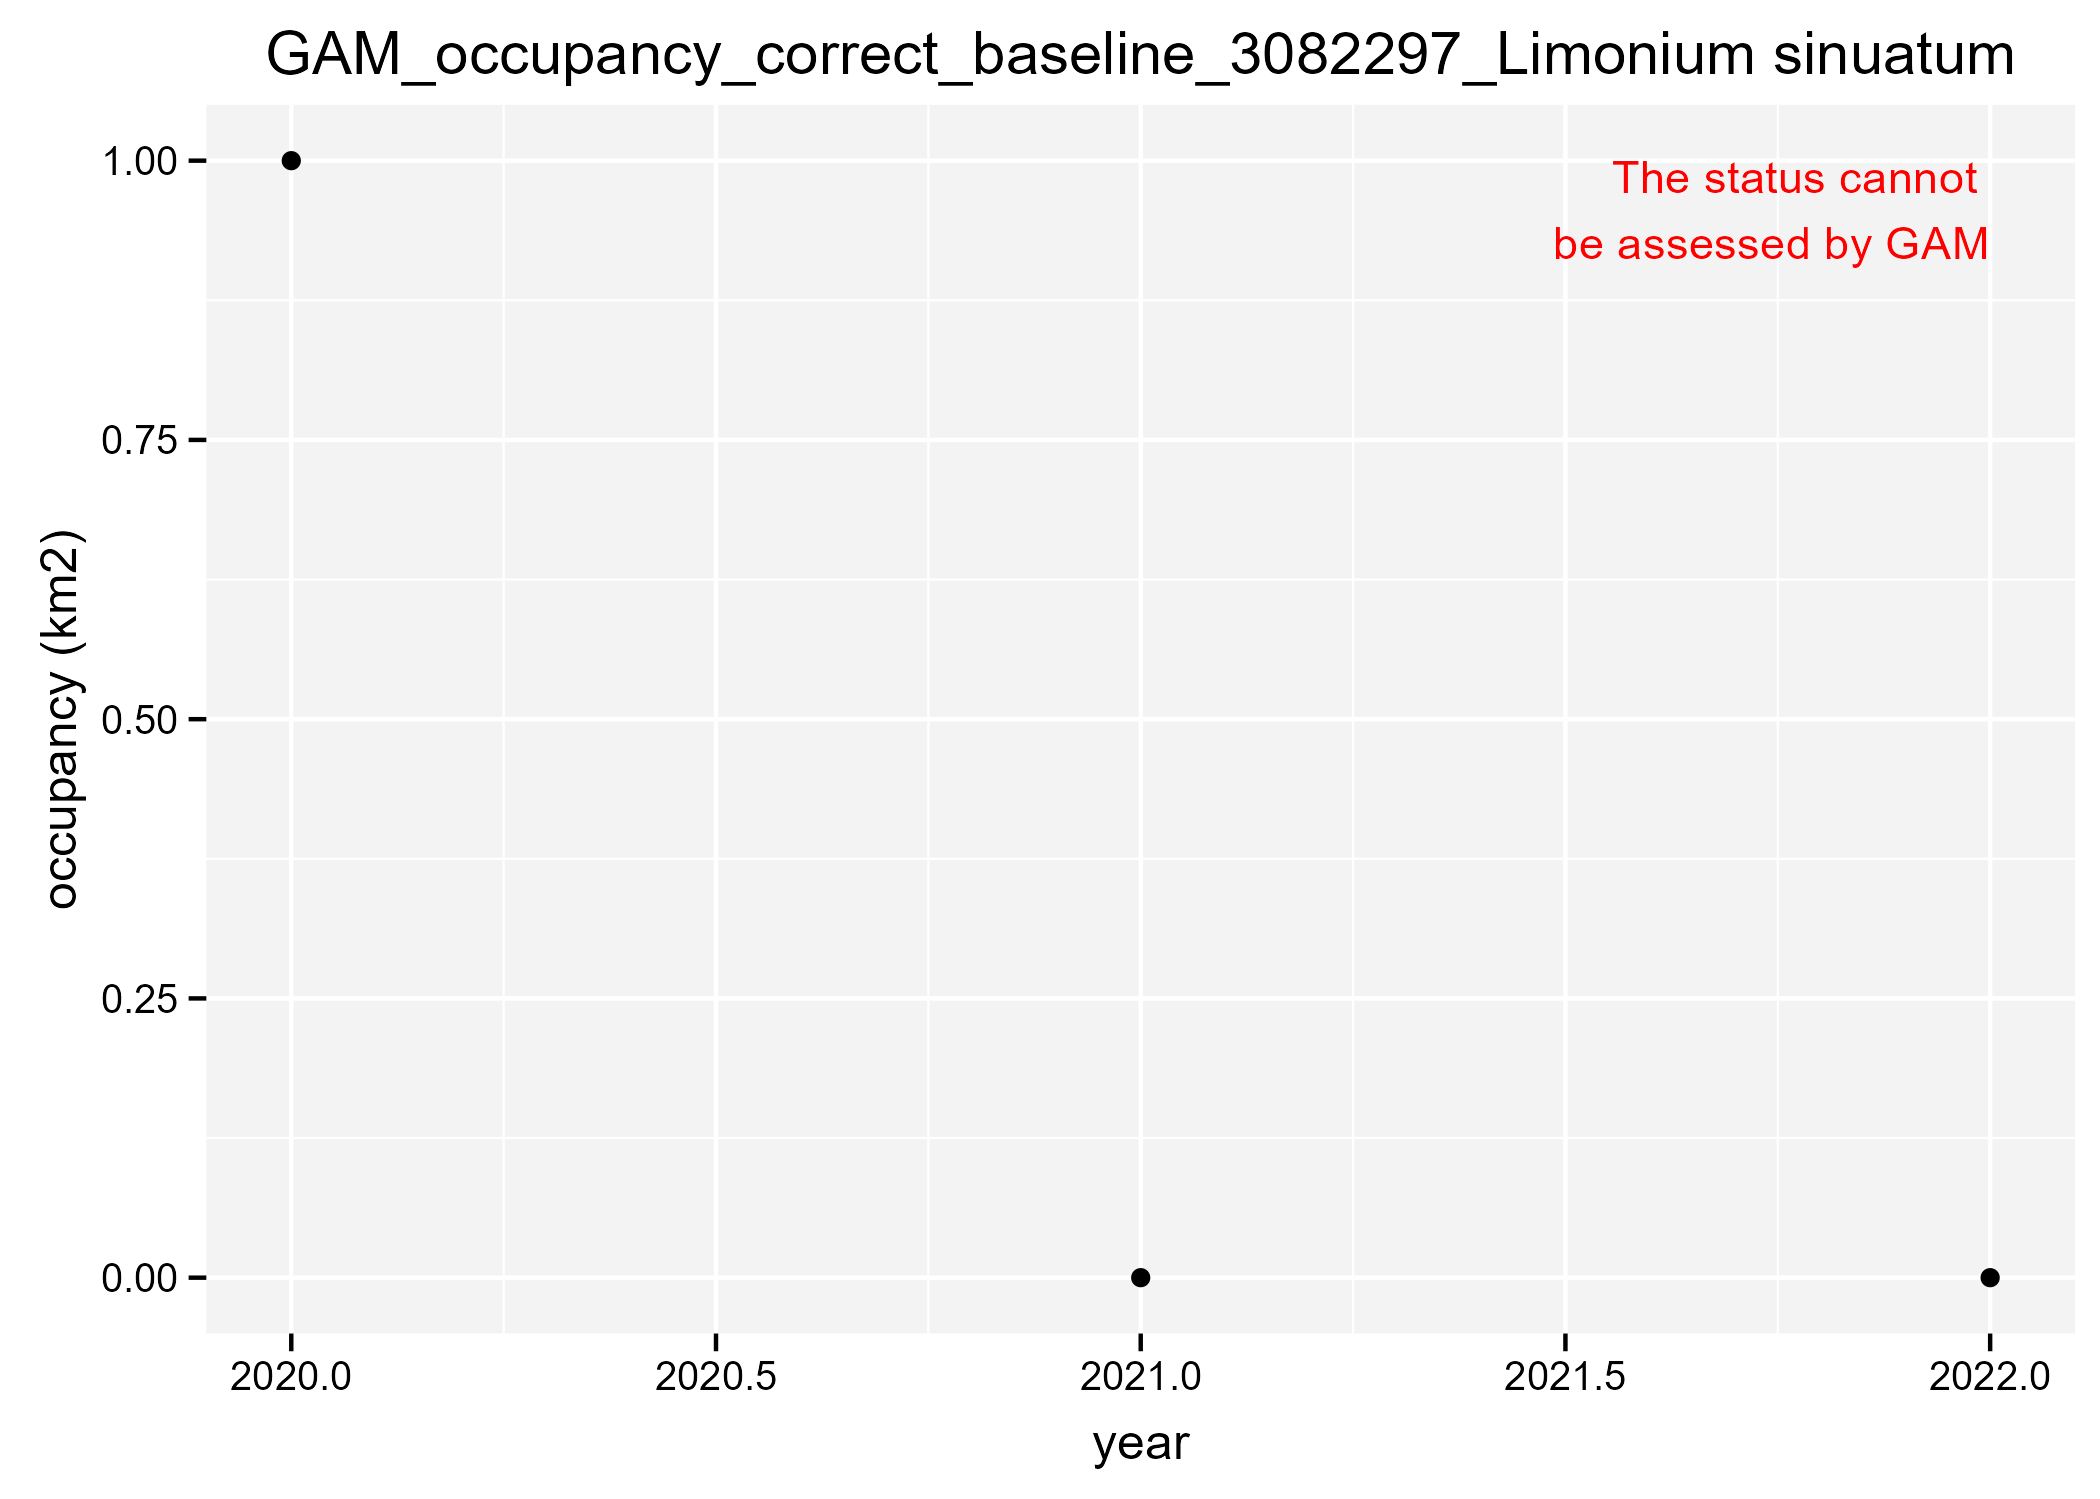 GAM_occupancy_correct_baseline_3082297_Limonium sinuatum
The status cannot
be assessed by GAM
1.00
0.75
0.50
0.25
0.00
occupancy (km2)
2020.0 2020.5 2021.0 2021.5 2022.0
year